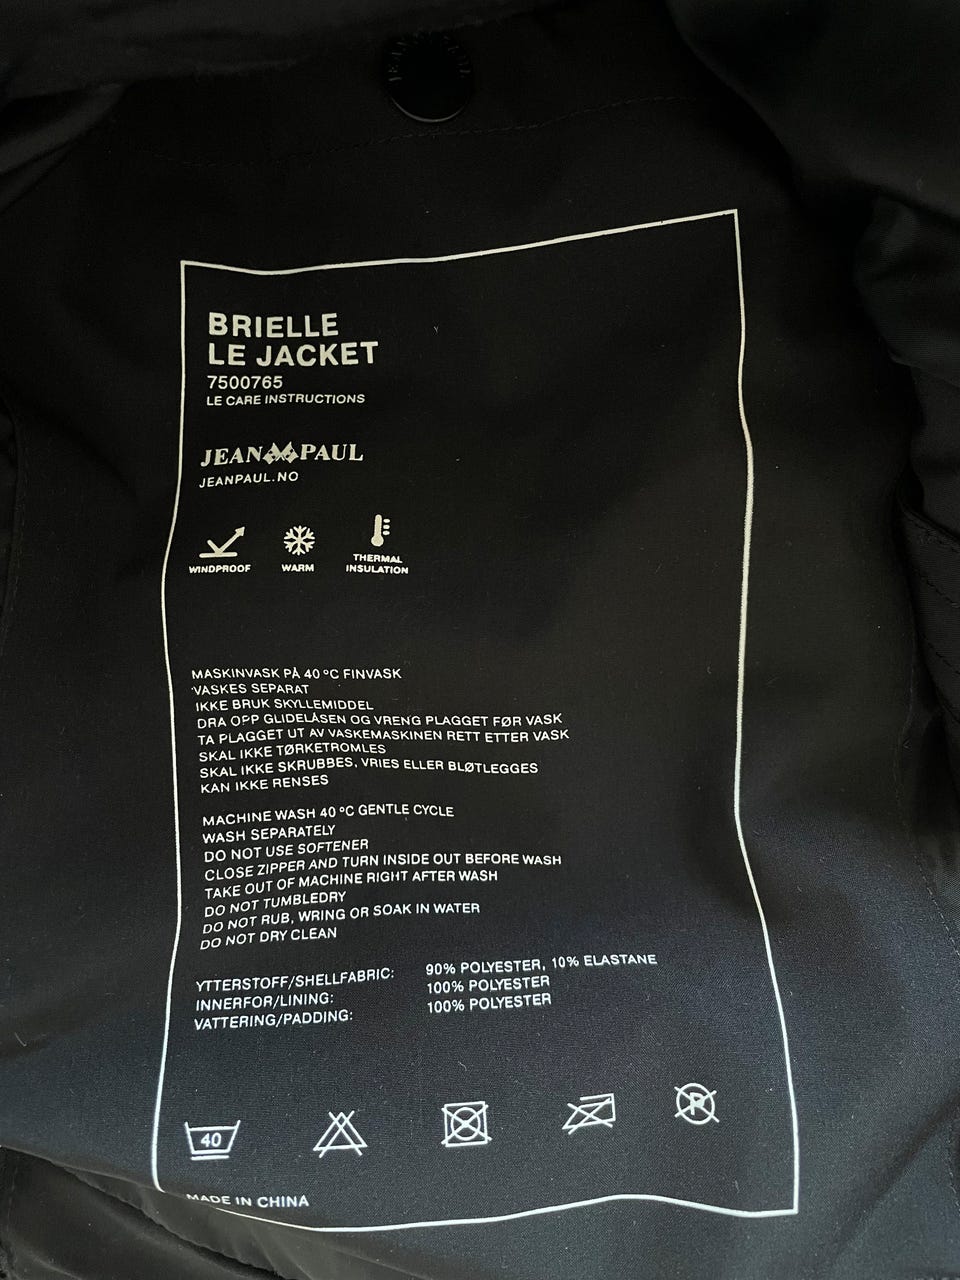 BRIELLE
LE JACKET
7500765
LE CARE INSTRUCTIONS
JEAN PAUL
JEANPAUL.NO
WINDPROOF WARM THERMAL INSULATION
MASKINVASK PÅ 40 °C FINVASK
VASKES SEPARAT
IKKE BRUK SKYLLEMIDDEL
DRA OPP GLIDELÅSEN OG VRENG PLAGGET FØR VASK
TA PLAGGET UT AV VASKEMASKINEN RETT ETTER VASK
SKAL IKKE TØRKETROMLES
SKAL IKKE SKRUBBES, VRIES ELLER BLØTLEGGES
KAN IKKE RENSES
MACHINE WASH 40 °C GENTLE CYCLE
WASH SEPARATELY
DO NOT USE SOFTENER
CLOSE ZIPPER AND TURN INSIDE OUT BEFORE WASH
TAKE OUT OF MACHINE RIGHT AFTER WASH
DO NOT TUMBLEDRY
DO NOT RUB, WRING OR SOAK IN WATER
DO NOT DRY CLEAN
YTTERSTOFF/SHELLFABRIC: 90% POLYESTER, 10% ELASTANE
INNERFOR/LINING: 100% POLYESTER
VATTERING/PADDING: 100% POLYESTER
40 P
MADE IN CHINA